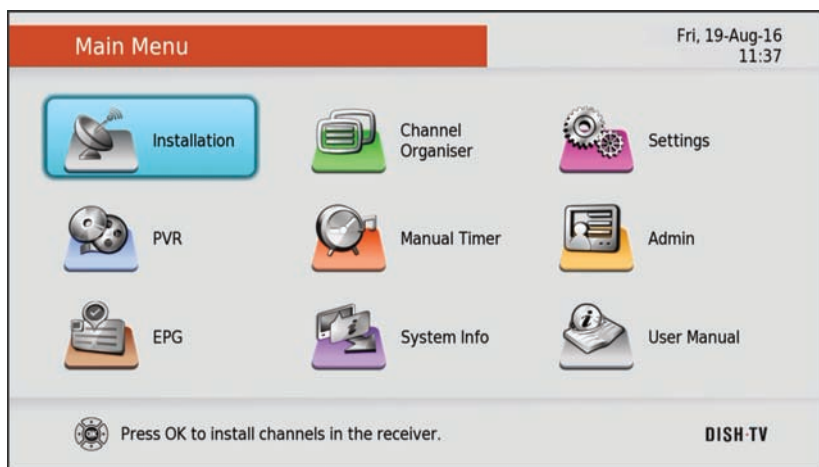 Main Menu
Fri, 19-Aug-16
11:37
Installation
Channel
Organiser
Settings
PVR
Manual Timer
Admin
EPG
System Info
User Manual
OK
Press OK to install channels in the receiver.
DISH TV